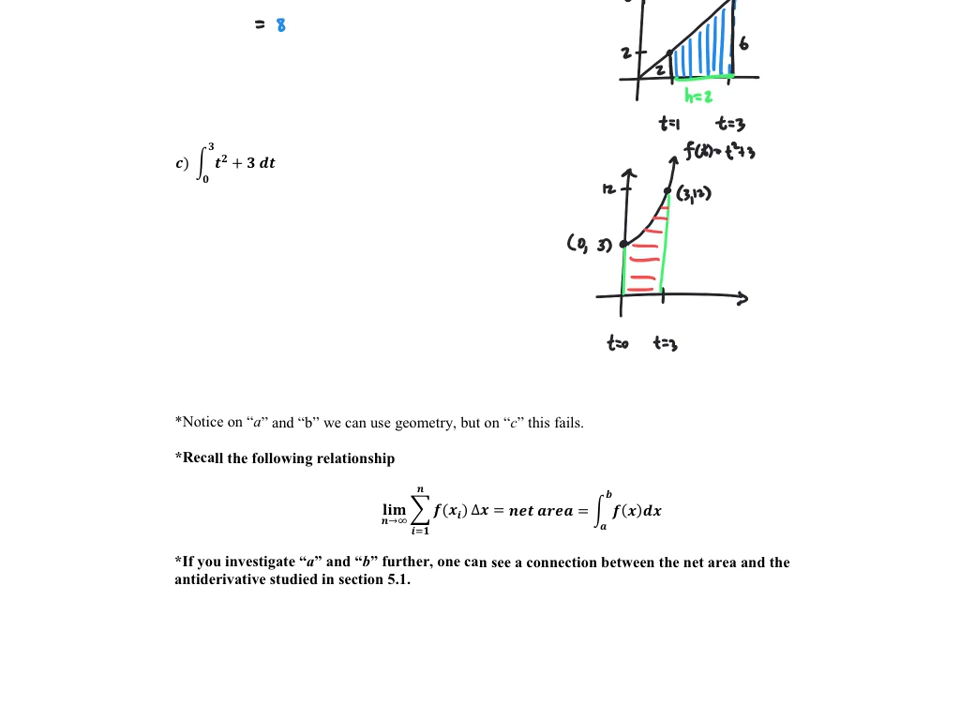 = 8
2
2
6
h=2
t=1 t=3
c) ∫₀³ t² + 3 dt
f(t)= t²+3
12
(3,12)
(0, 3)
t=0 t=3
*Notice on “a” and “b” we can use geometry, but on “c” this fails.
*Recall the following relationship
lim n→∞ ∑ i=1 n f(xᵢ) Δx = net area = ∫ₐᵇ f(x)dx
*If you investigate “a” and “b” further, one can see a connection between the net area and the
antiderivative studied in section 5.1.